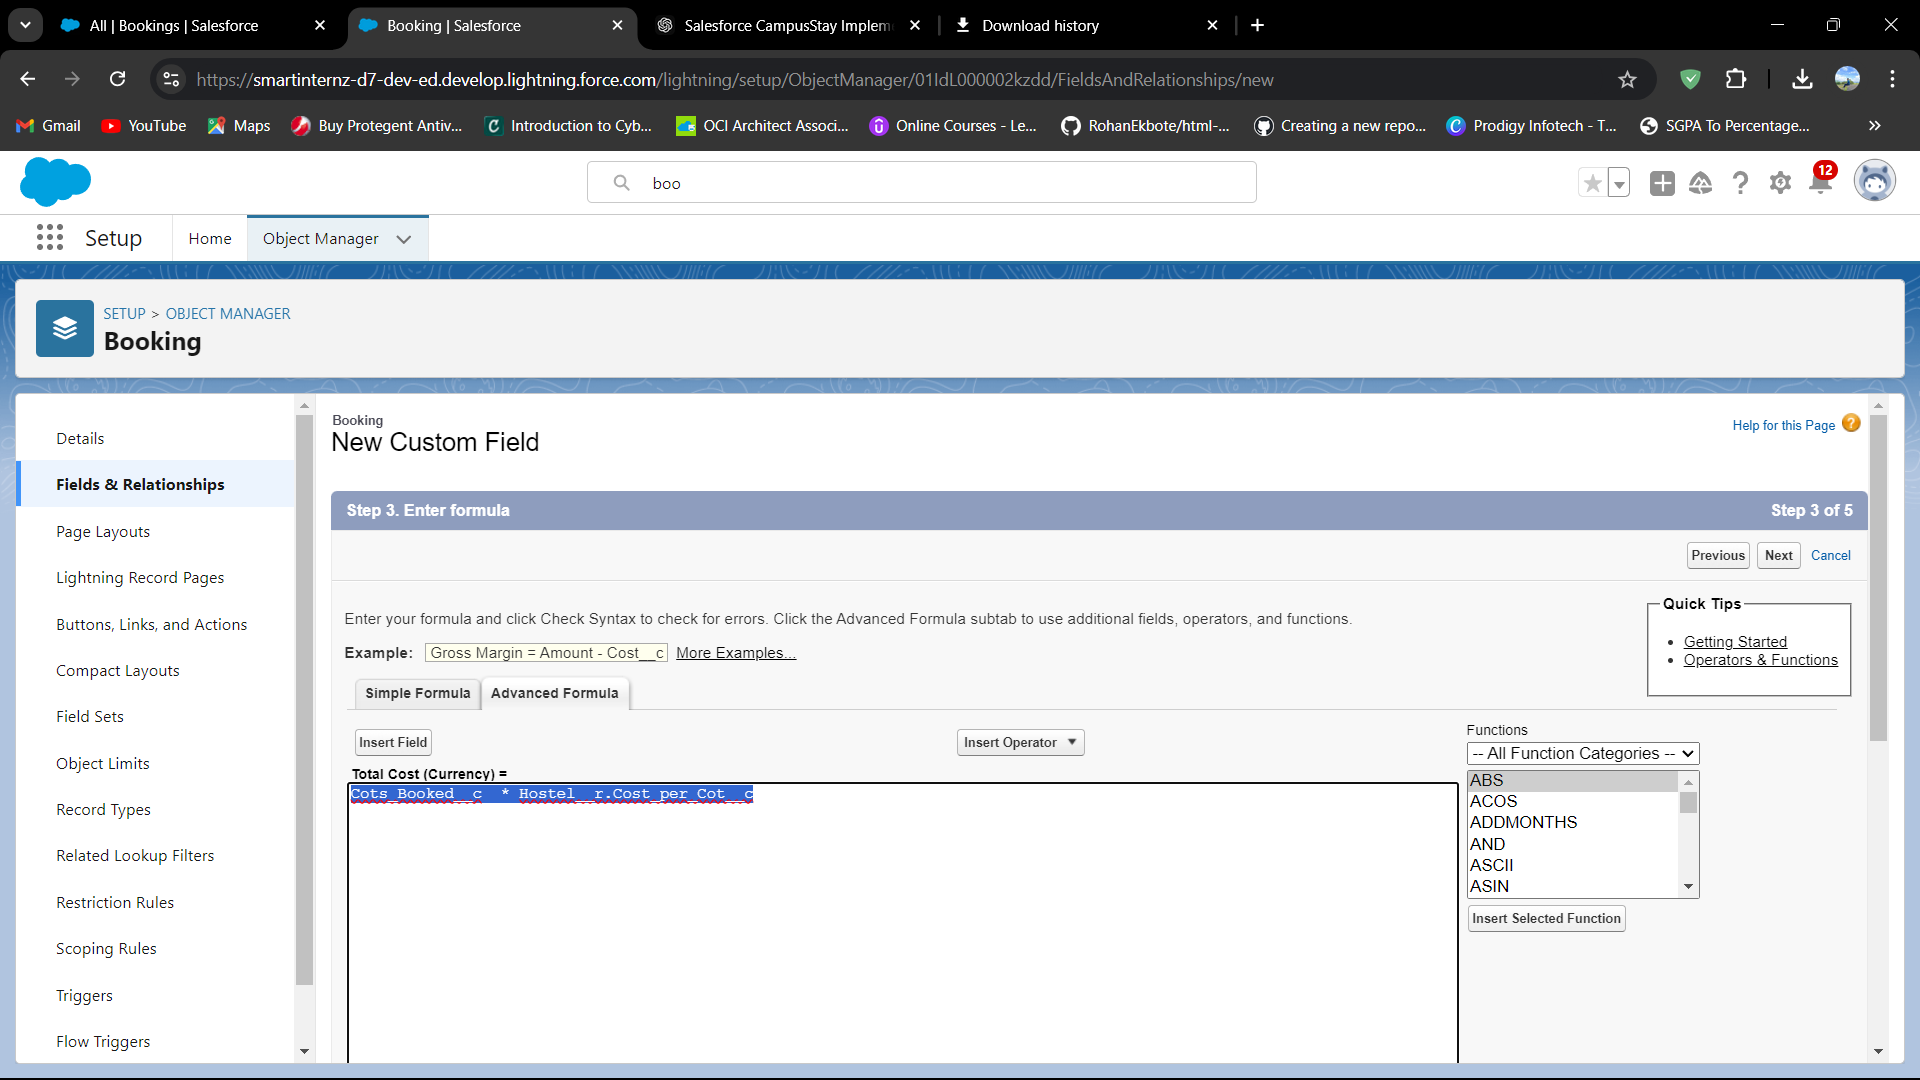 All | Bookings | Salesforce
Booking | Salesforce
Salesforce CampusStay Implem
Download history
https://smartinternz-d7-dev-ed.develop.lightning.force.com/lightning/setup/ObjectManager/01IdL000002kzdd/FieldsAndRelationships/new
Gmail
YouTube
Maps
Buy Protegent Antiv...
Introduction to Cyb...
OCI Architect Associ...
Online Courses - Le...
RohanEkbote/html-...
Creating a new repo...
Prodigy Infotech - T...
SGPA To Percentage...
boo
12
Setup
Home
Object Manager
SETUP > OBJECT MANAGER
Booking
Details
Fields & Relationships
Page Layouts
Lightning Record Pages
Buttons, Links, and Actions
Compact Layouts
Field Sets
Object Limits
Record Types
Related Lookup Filters
Restriction Rules
Scoping Rules
Triggers
Flow Triggers
Booking
New Custom Field
Help for this Page
Step 3. Enter formula
Step 3 of 5
Previous
Next
Cancel
Enter your formula and click Check Syntax to check for errors. Click the Advanced Formula subtab to use additional fields, operators, and functions.
Example: Gross Margin = Amount - Cost__c More Examples...
Quick Tips
Getting Started
Operators & Functions
Simple Formula
Advanced Formula
Insert Field
Insert Operator
Total Cost (Currency) =
Cots_Booked__c * Hostel__r.Cost_per_Cot__c
Functions
-- All Function Categories --
ABS
ACOS
ADDMONTHS
AND
ASCII
ASIN
Insert Selected Function